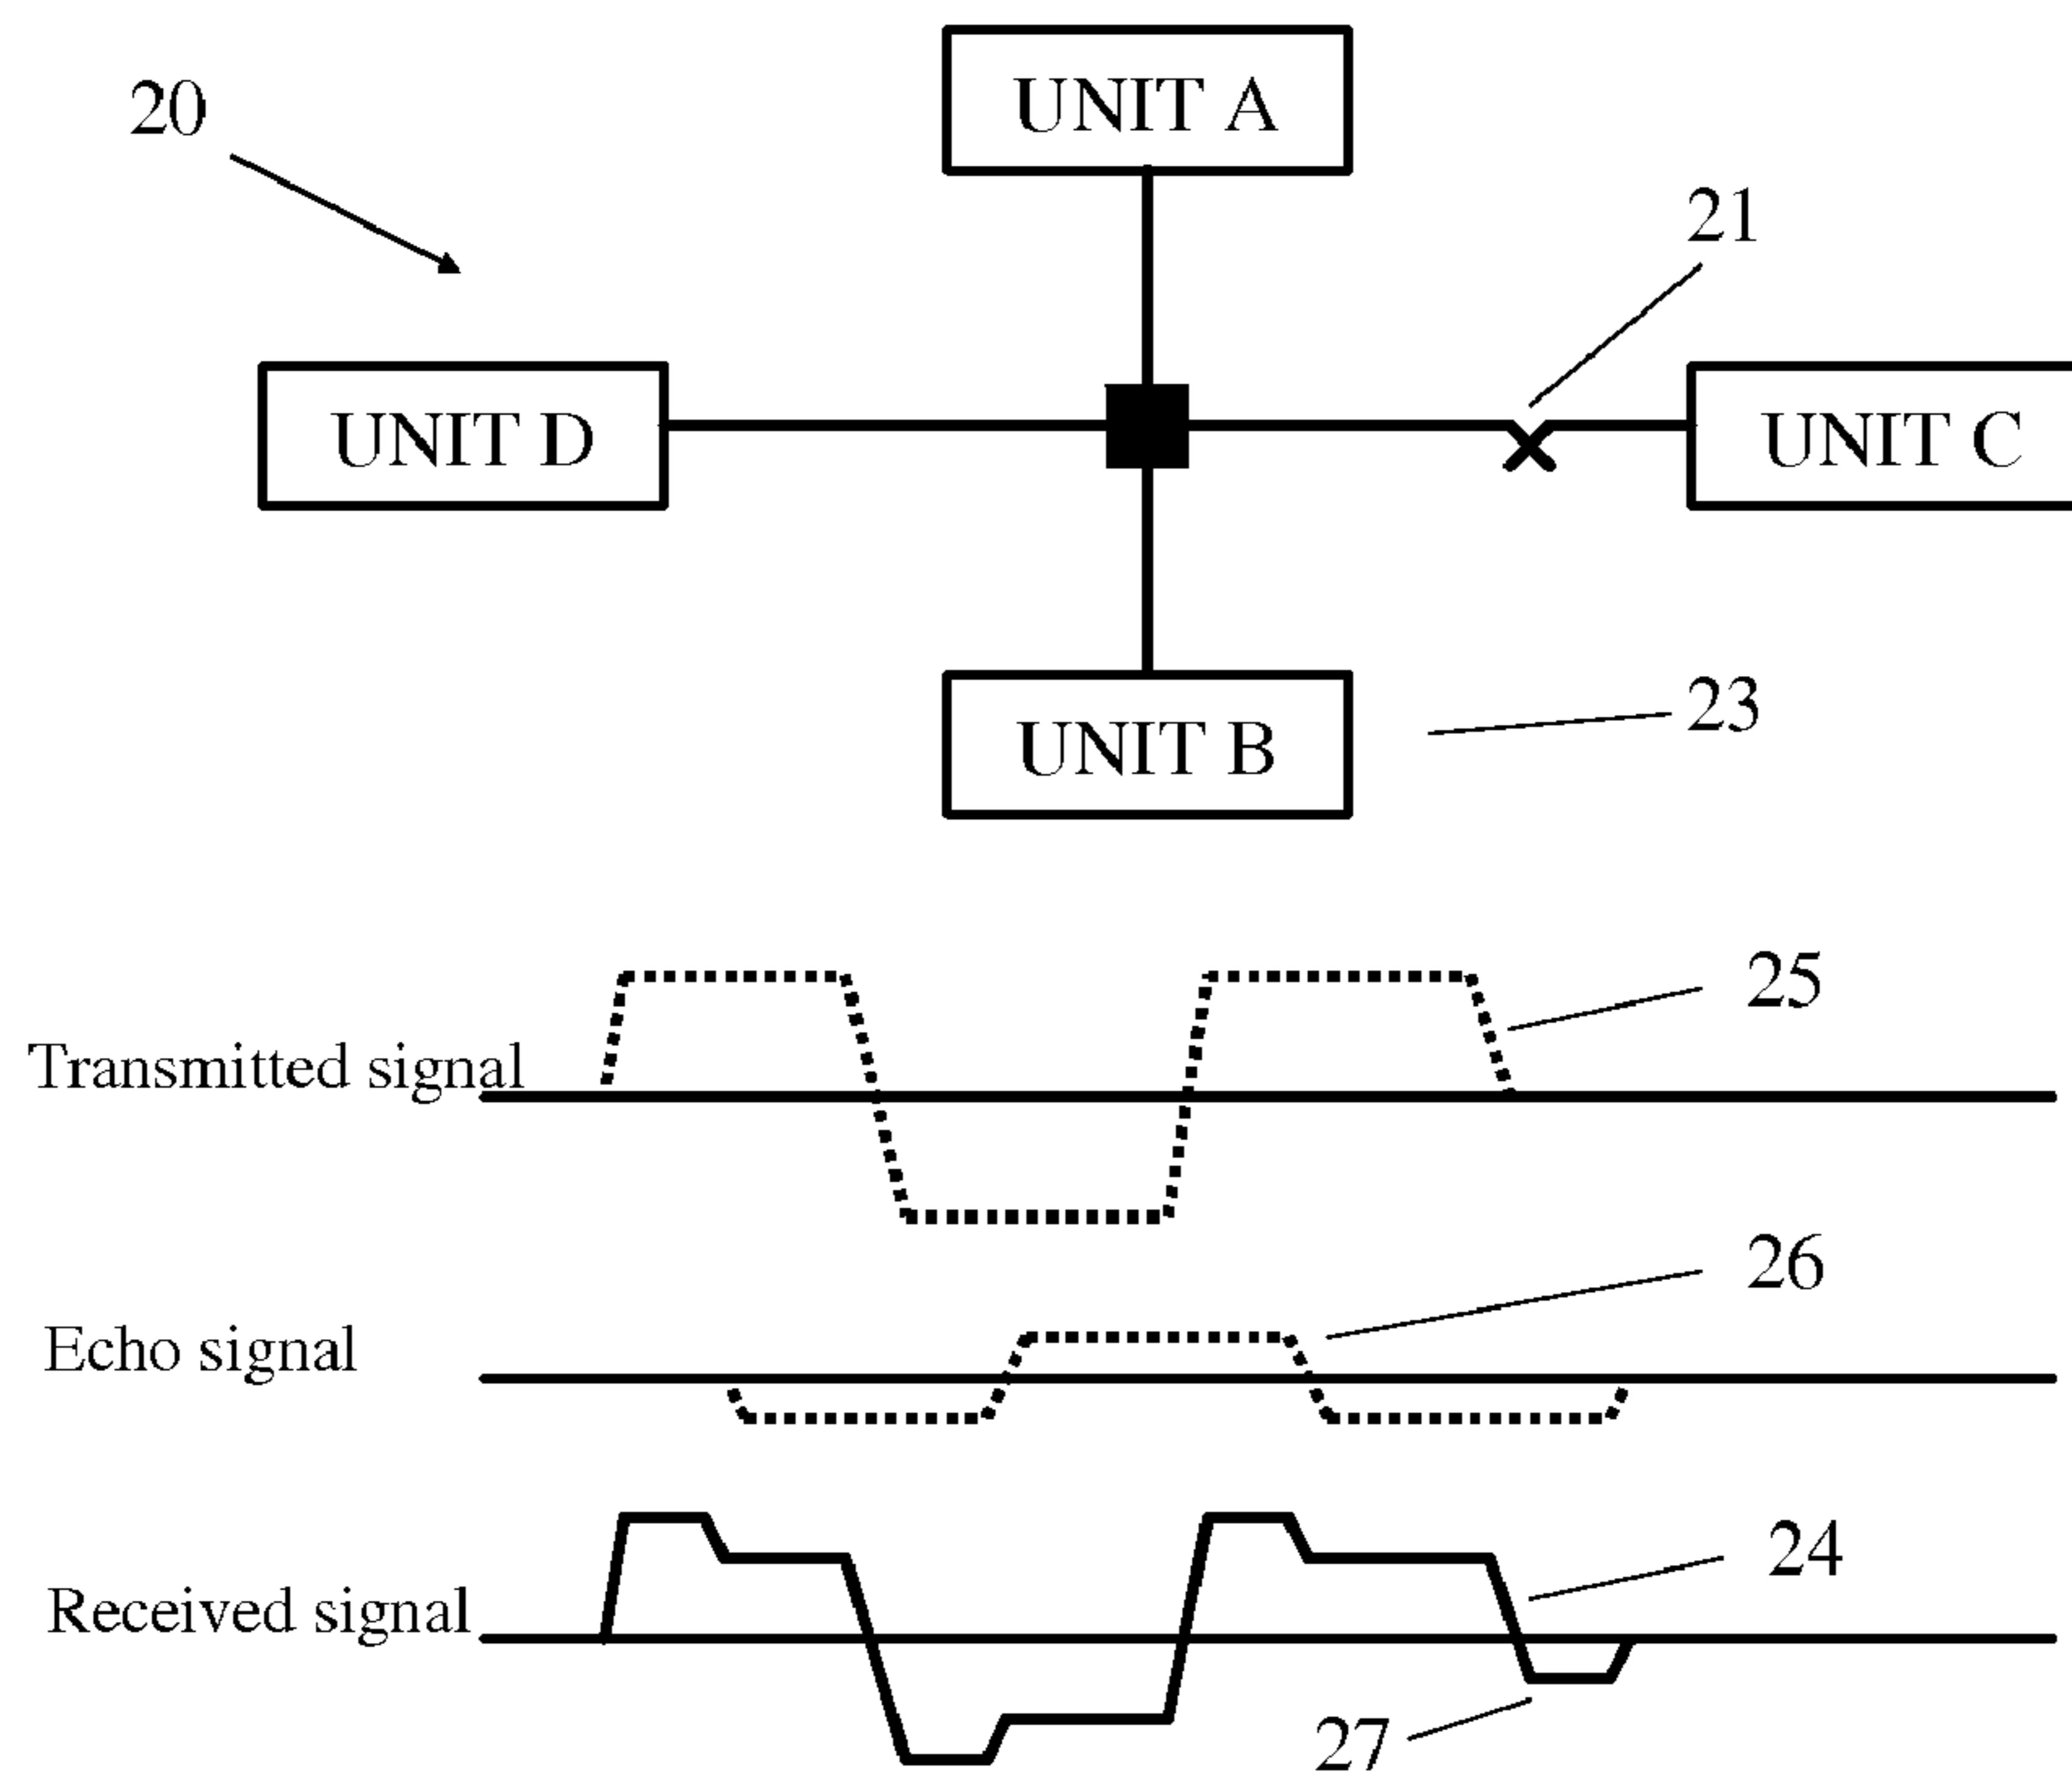 UNIT A
20
21
UNIT D
UNIT C
23
UNIT B
25
Transmitted signal
26
Echo signal
24
Received signal
27